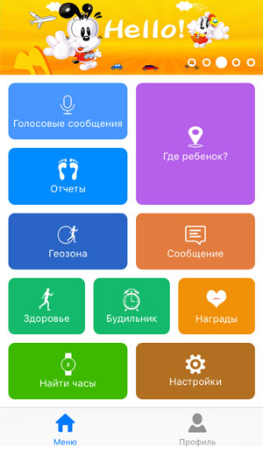 Hello!
Голосовые сообщения
Где ребенок?
Отчеты
Геозона
Сообщение
Здоровье
Будильник
Награды
Найти часы
Настройки
Меню
Профиль